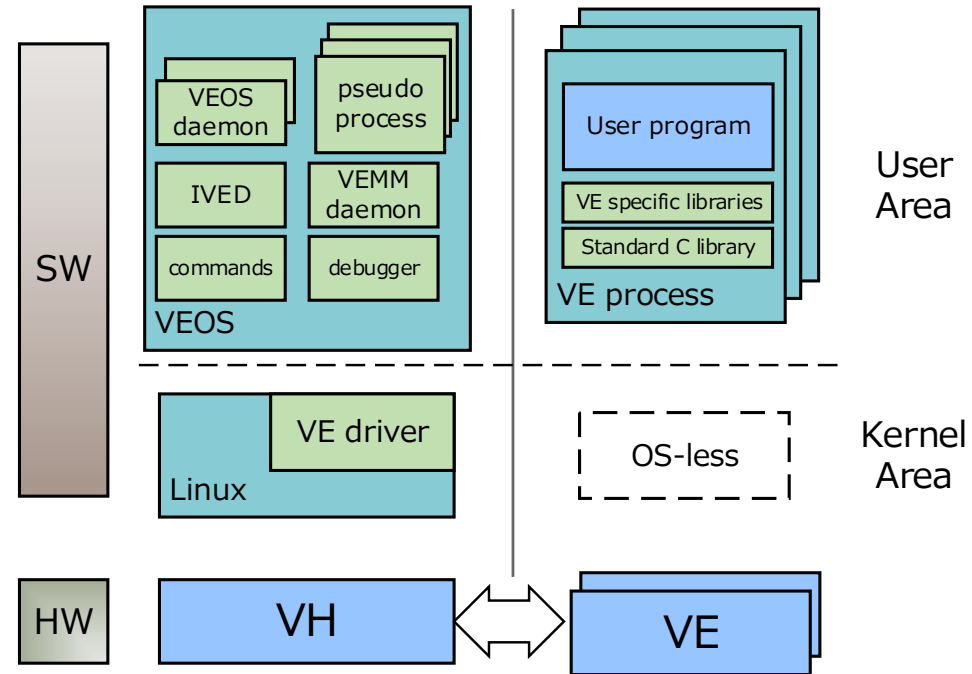 SW
VEOS
daemon
pseudo
process
IVED
VEMM
daemon
commands
debugger
VEOS
User program
VE specific libraries
Standard C library
VE process
User
Area
VE driver
Linux
OS-less
Kernel
Area
HW
VH
VE